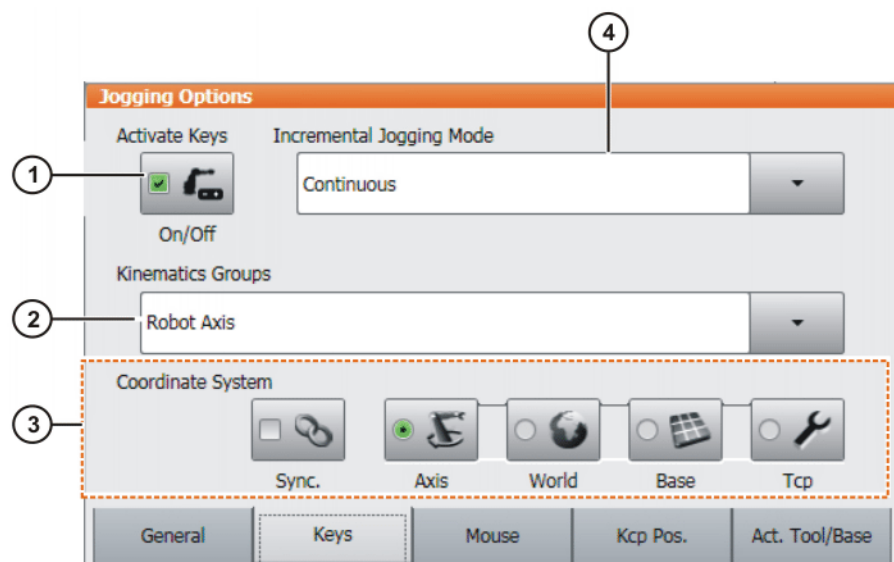 4
Jogging Options
Activate Keys
Incremental Jogging Mode
1
Continuous
On/Off
Kinematics Groups
2
Robot Axis
Coordinate System
3
Sync.
Axis
World
Base
Tcp
General
Keys
Mouse
Kcp Pos.
Act. Tool/Base